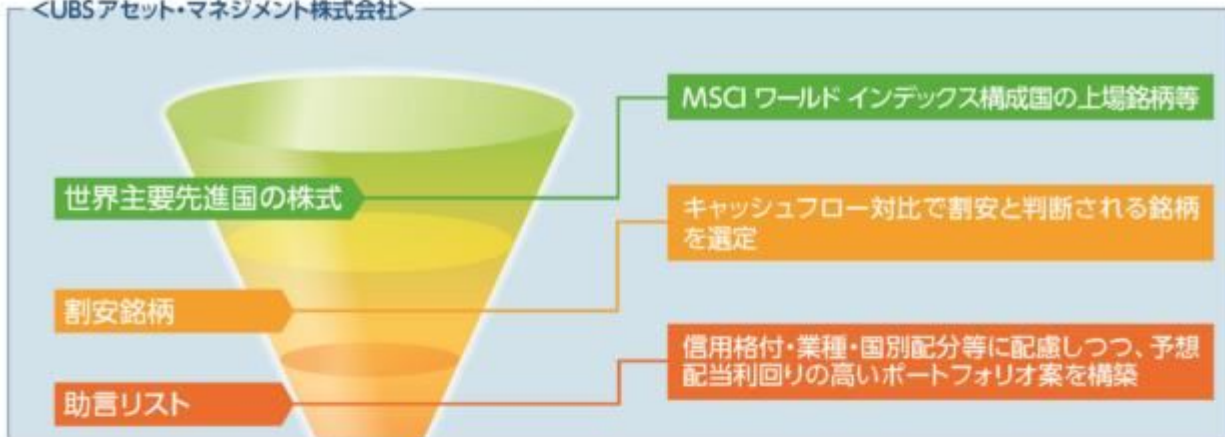 <UBSアセット・マネジメント株式会社>
MSCI ワールド インデックス構成国の上場銘柄等
世界主要先進国の株式
キャッシュフロー対比で割安と判断される銘柄
を選定
割安銘柄
信用格付・業種・国別配分等に配慮しつつ、予想
配当利回りの高いポートフォリオ案を構築
助言リスト